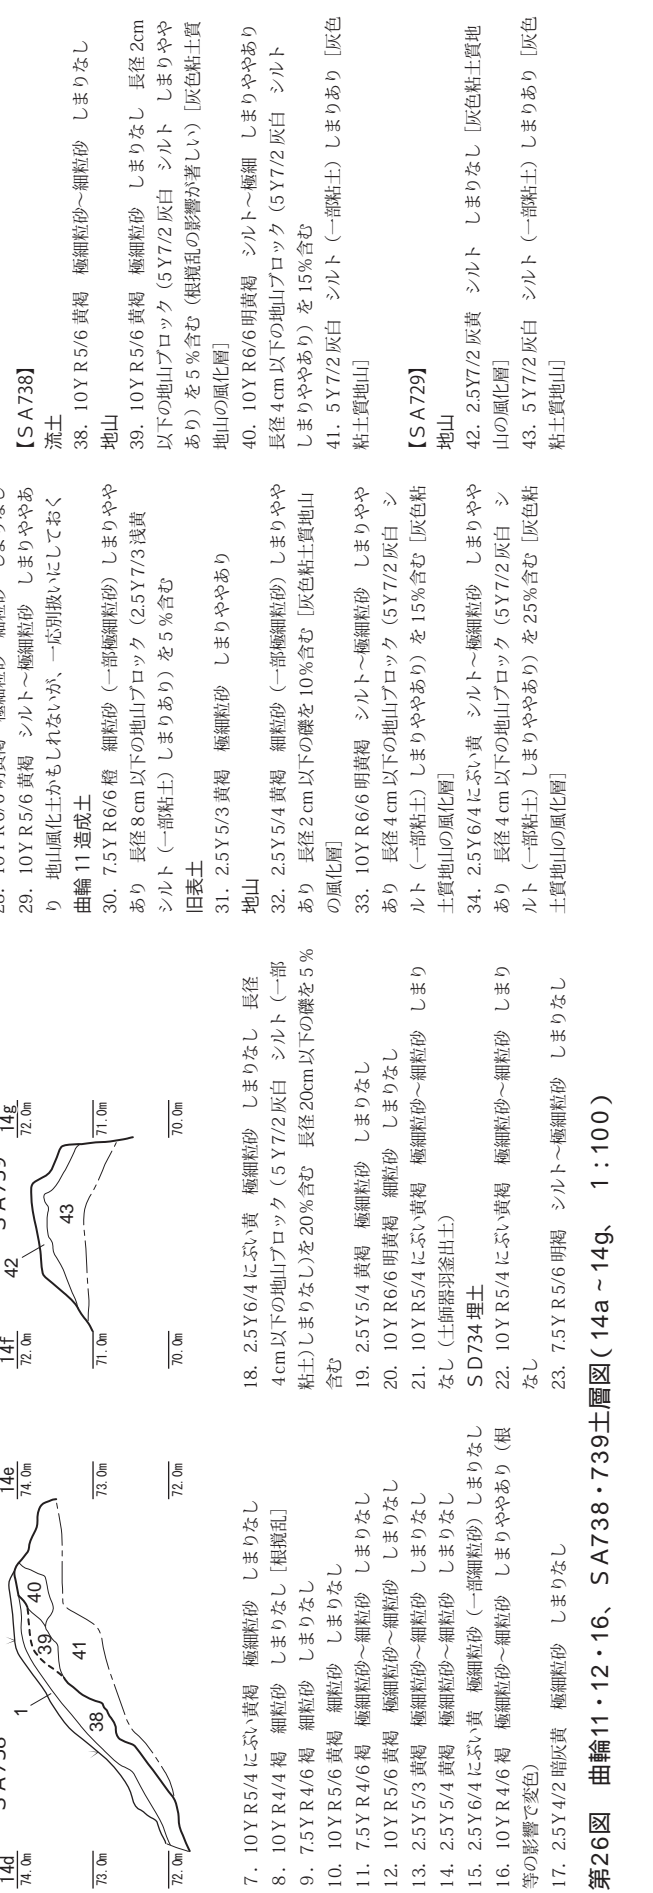 14d
74.0m
73.0m
72.0m
1
38
39
40
41
14e
74.0m
73.0m
72.0m
14f
72.0m
71.0m
70.0m
42
43
14g
72.0m
71.0m
70.0m
7．10YR5/4 にぶい黄褐　極細粒砂　しまりなし
8．10YR4/4 褐　細粒砂　しまりなし［根撹乱］
9．7.5YR4/6 褐　細粒砂　しまりなし
10．10YR5/6 黄褐　細粒砂　しまりなし
11．7.5YR4/6 褐　極細粒砂～細粒砂　しまりなし
12．10YR5/6 黄褐　極細粒砂～細粒砂　しまりなし
13．2.5Y5/3 黄褐　極細粒砂～細粒砂　しまりなし
14．2.5Y5/4 黄褐　極細粒砂～細粒砂　しまりなし
15．2.5Y6/4 にぶい黄　極細粒砂（一部細粒砂）しまりなし
16．10YR4/6 褐　極細粒砂～細粒砂　しまりややあり（根
等の影響で変色）
17．2.5Y4/2 暗灰黄　極細粒砂　しまりなし
18．2.5Y6/4 にぶい黄　極細粒砂　しまりなし　長径
4cm 以下の地山ブロック（5Y7/2 灰白　シルト（一部
粘土）しまりなし）を20%含む　長径20cm 以下の礫を5%
含む
19．2.5Y5/4 黄褐　極細粒砂　しまりなし
20．10YR6/6 明黄褐　細粒砂　しまりなし
21．10YR5/4 にぶい黄褐　極細粒砂～細粒砂　しまり
なし（土師器羽釜出土）
SD734 埋土
22．10YR5/4 にぶい黄褐　極細粒砂～細粒砂　しまり
なし
23．7.5YR5/6 明褐　シルト～極細粒砂　しまりなし
29．10YR5/6 黄褐　シルト～極細粒砂　しまりややあ
り　地山風化土かもしれないが、一応別扱いにしておく
曲輪 11 造成土
30．7.5YR6/6 橙　細粒砂（一部極細粒砂）しまりやや
あり　長径8cm 以下の地山ブロック（2.5Y7/3 浅黄
シルト（一部粘土）しまりあり）を5%含む
旧表土
31．2.5Y5/3 黄褐　極細粒砂　しまりややあり
地山
32．2.5Y5/4 黄褐　細粒砂（一部極細粒砂）しまりやや
あり　長径2cm 以下の礫を10%含む［灰色粘土質地山
の風化層］
33．10YR6/6 明黄褐　シルト～極細粒砂　しまりやや
あり　長径4cm 以下の地山ブロック（5Y7/2 灰白　シ
ルト（一部粘土）しまりややあり）を15%含む［灰色粘
土質地山の風化層］
34．2.5Y6/4 にぶい黄　シルト～極細粒砂　しまりやや
あり　長径4cm 以下の地山ブロック（5Y7/2 灰白　シ
ルト（一部粘土）しまりややあり）を25%含む［灰色粘
土質地山の風化層］
【SA738】
流土
38．10YR5/6 黄褐　極細粒砂～細粒砂　しまりなし
地山
39．10YR5/6 黄褐　極細粒砂　しまりなし　長径2cm
以下の地山ブロック（5Y7/2 灰白　シルト　しまりやや
あり）を5%含む（根撹乱の影響が著しい）［灰色粘土質
地山の風化層］
40．10YR6/6 明黄褐　シルト～極細　しまりややあり
長径4cm 以下の地山ブロック（5Y7/2 灰白　シルト
しまりややあり）を15%含む
41．5Y7/2 灰白　シルト（一部粘土）しまりあり［灰色
粘土質地山］
【SA729】
地山
42．2.5Y7/2 灰黄　シルト　しまりなし［灰色粘土質地
山の風化層］
43．5Y7/2 灰白　シルト（一部粘土）しまりあり［灰色
粘土質地山］
第26図　曲輪11・12・16、SA738・739土層図（14a～14g、　1：100）